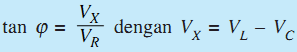 tan φ = V_X / V_R dengan V_X = V_L − V_C